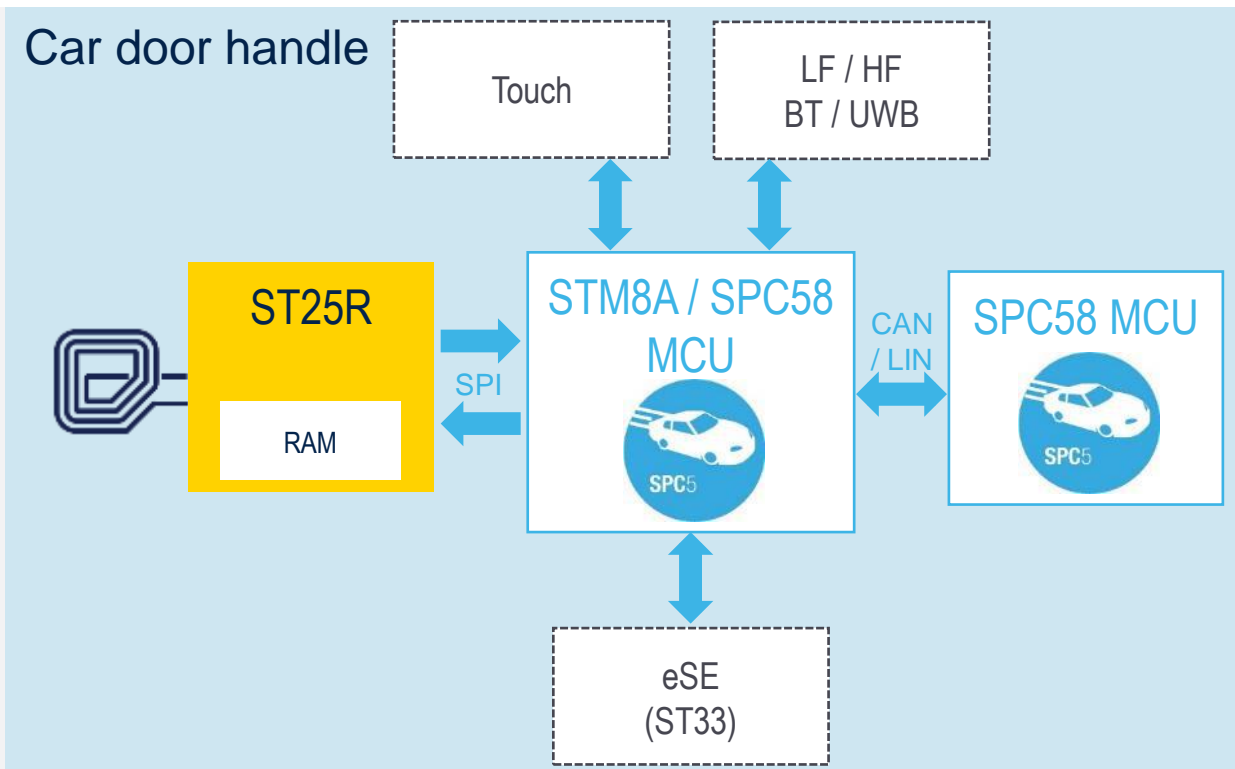 Car door handle
Touch
LF / HF
BT / UWB
ST25R
RAM
SPI
STM8A / SPC58
MCU
SPC5
CAN
/ LIN
SPC58 MCU
SPC5
eSE
(ST33)